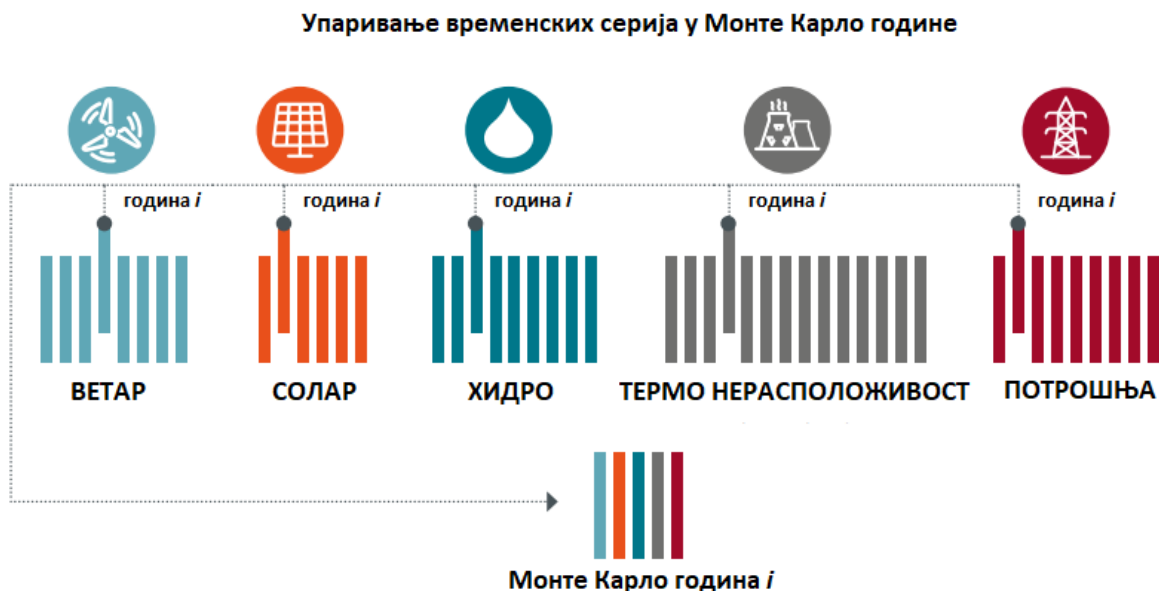 Упаривање временских серија у Монте Карло године
година i
година i
година i
година i
година i
ВЕТАР
СОЛАР
ХИДРО
ТЕРМО НЕРАСПОЛОЖИВОСТ
ПОТРОШЊА
Монте Карло година i